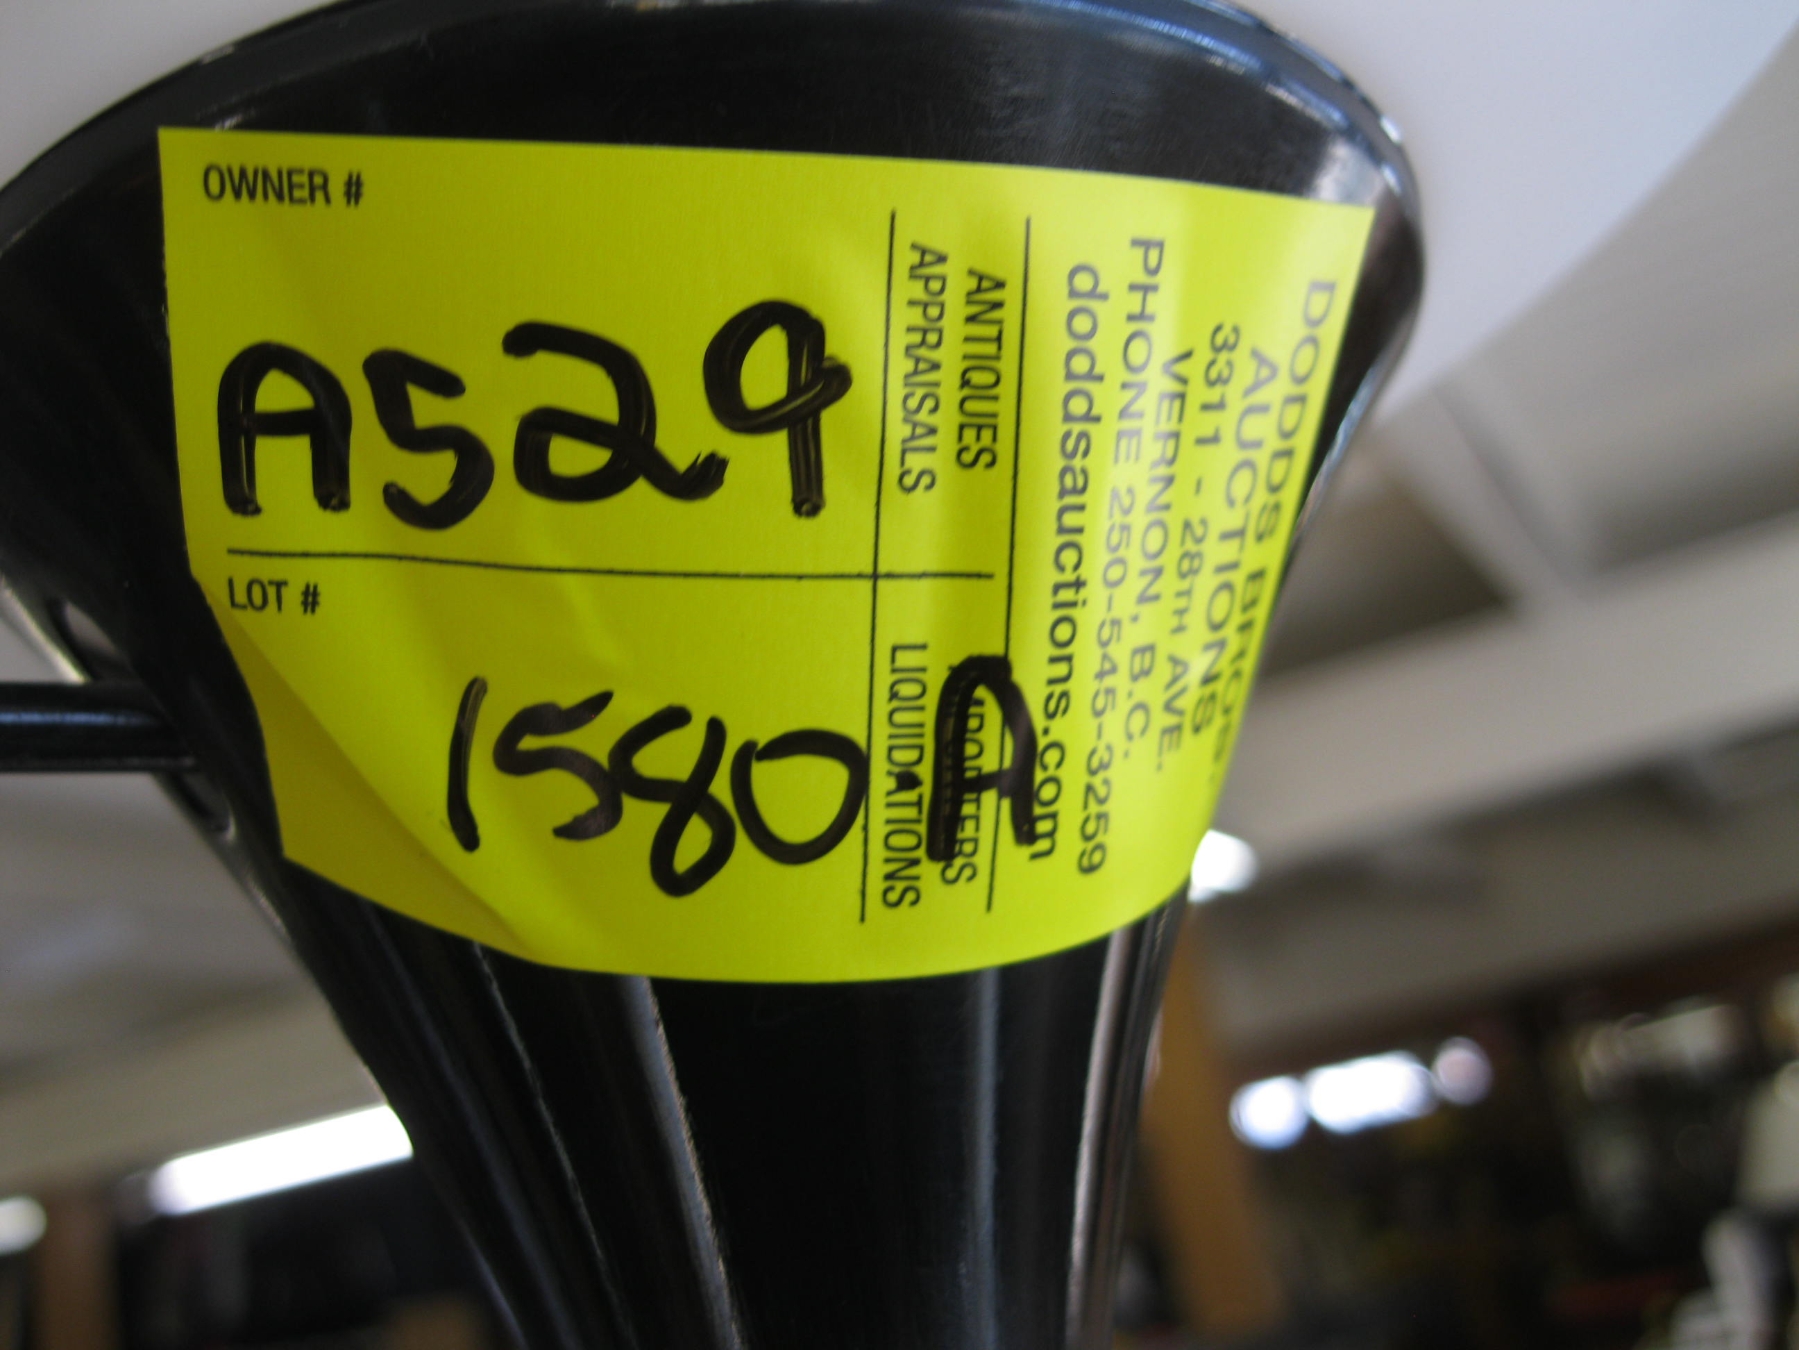 OWNER #
A529
LOT #
1580A
DODDS BROS.
AUCTIONS
3311 - 28TH AVE.
VERNON, B.C.
PHONE 250-545-3259
doddsauctions.com
ANTIQUES
APPRAISALS
LIQUIDATIONS